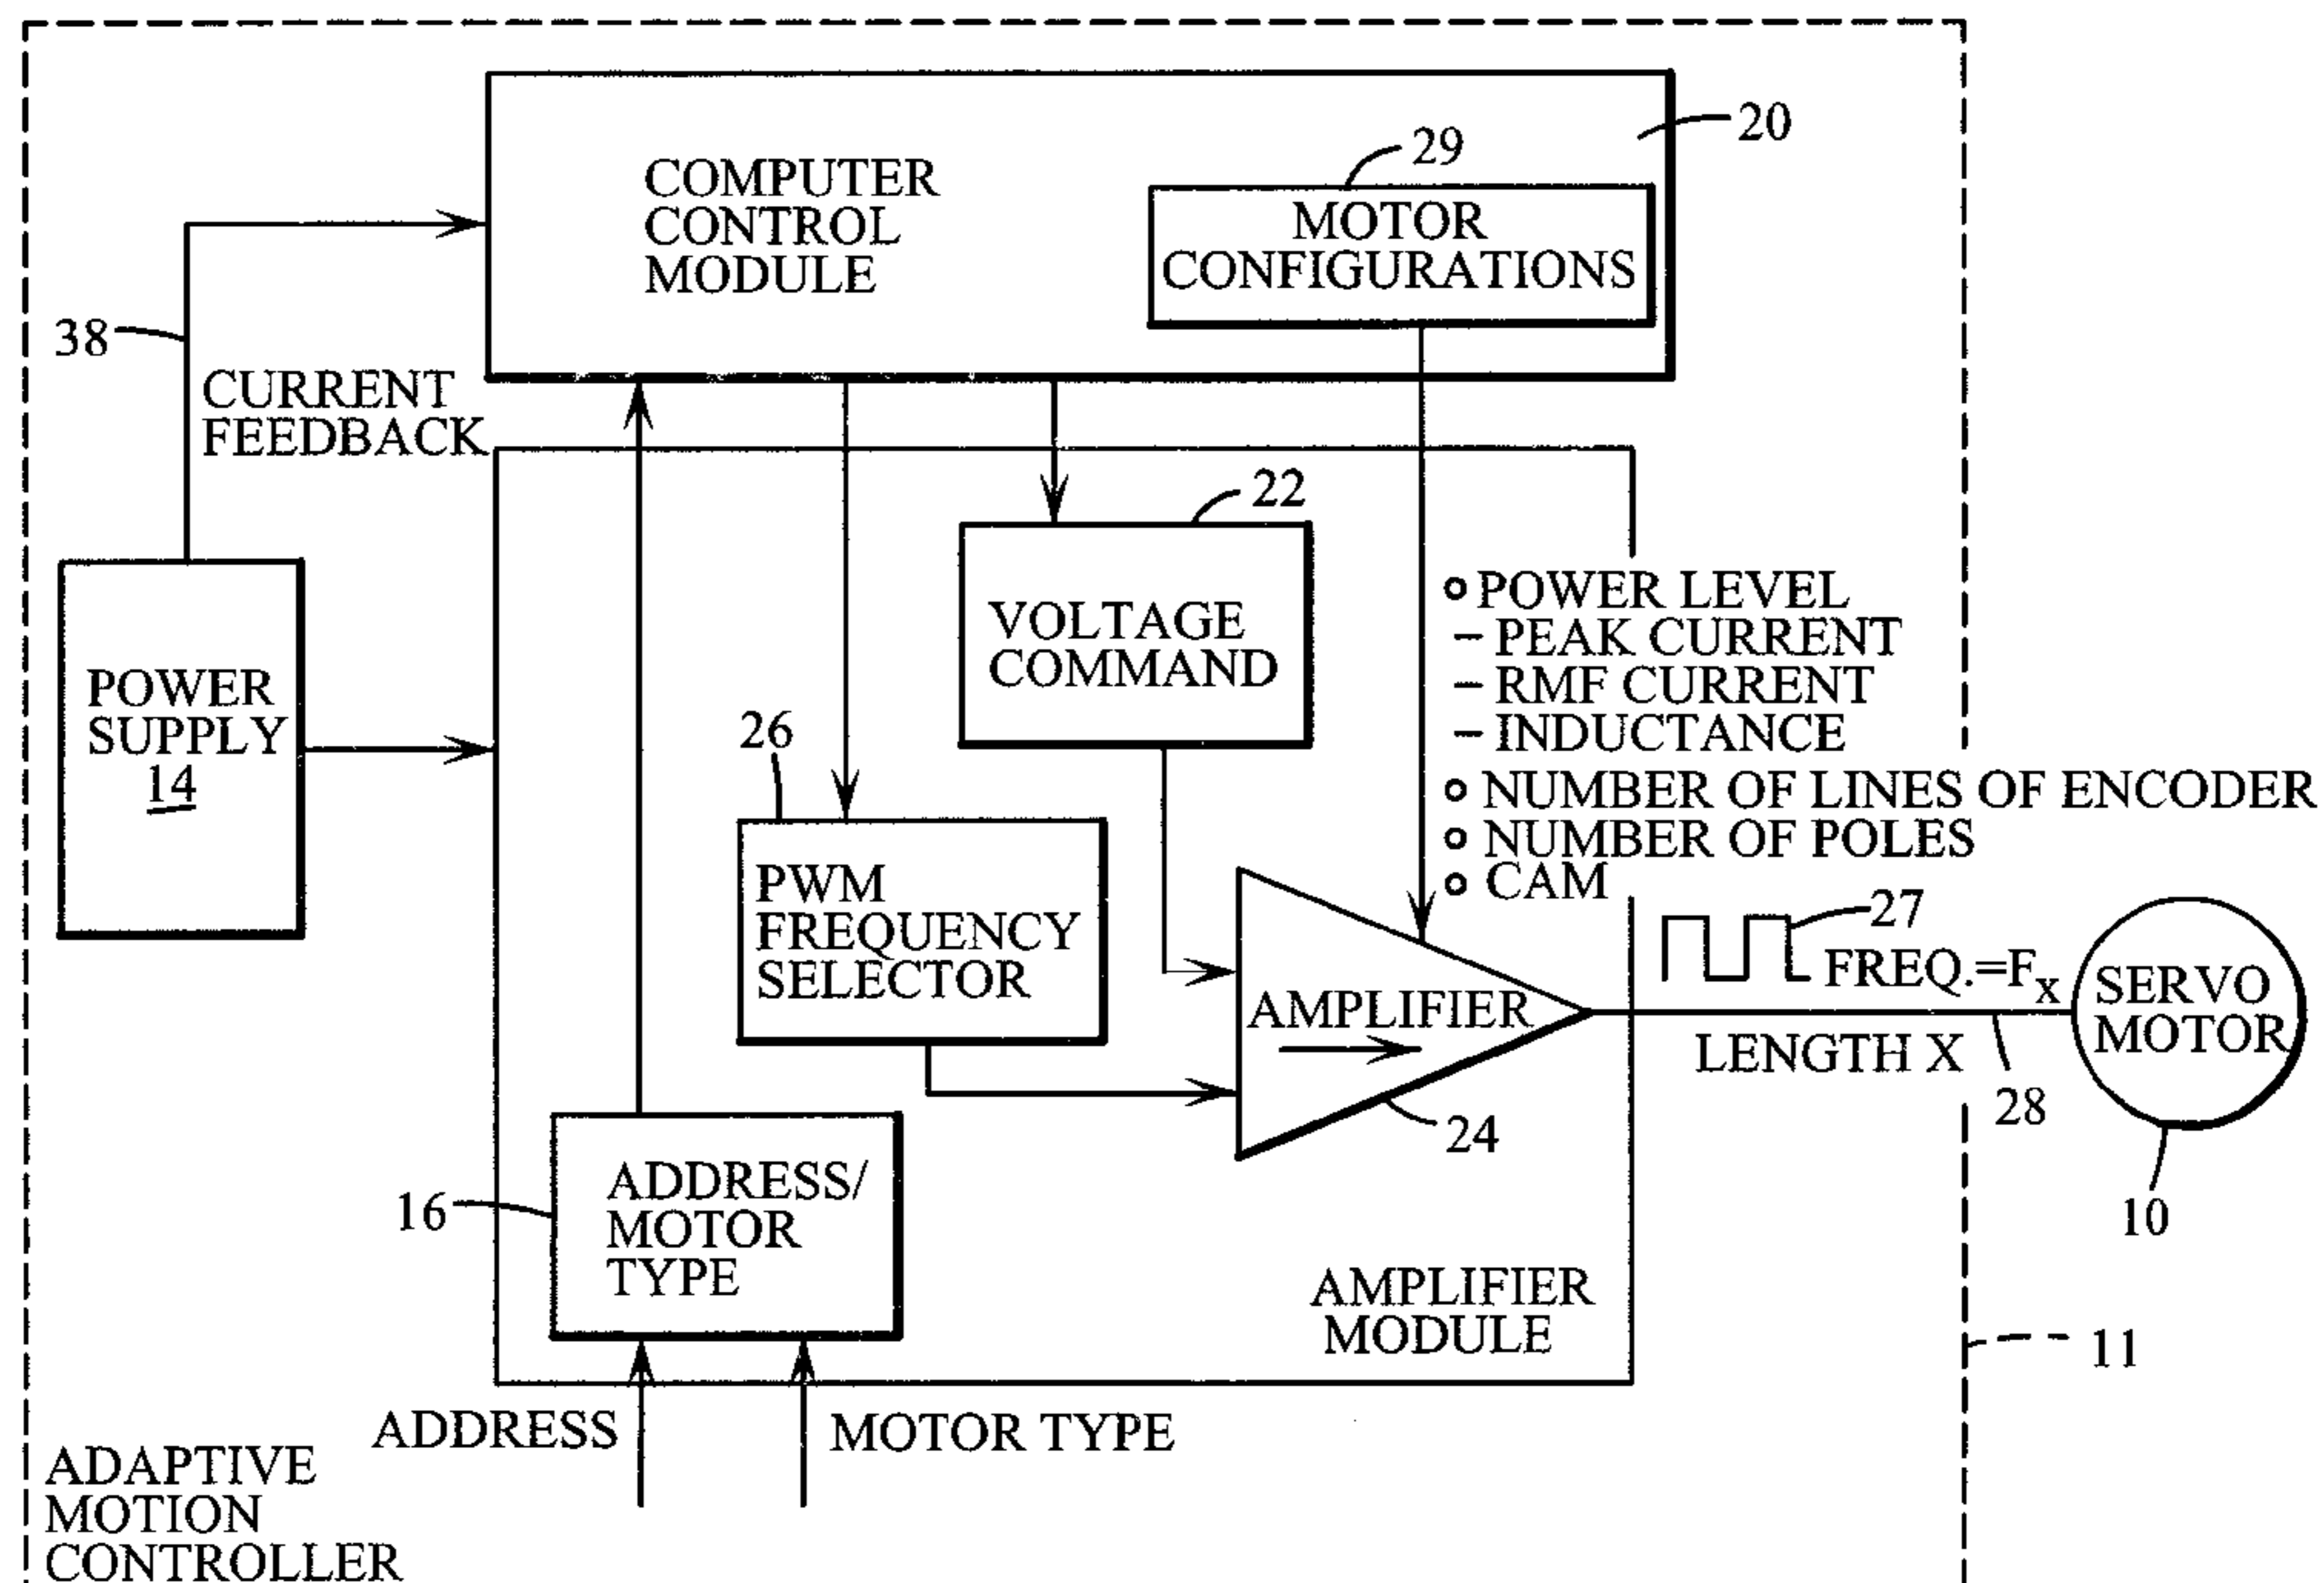 20
29
COMPUTER
CONTROL
MODULE
MOTOR
CONFIGURATIONS
38
CURRENT
FEEDBACK
22
POWER
SUPPLY
14
VOLTAGE
COMMAND
o POWER LEVEL
- PEAK CURRENT
- RMF CURRENT
- INDUCTANCE
o NUMBER OF LINES OF ENCODER
o NUMBER OF POLES
o CAM
26
PWM
FREQUENCY
SELECTOR
27
FREQ.=Fx
AMPLIFIER
24
LENGTH X
28
SERVO
MOTOR
10
16
ADDRESS/
MOTOR
TYPE
AMPLIFIER
MODULE
11
ADDRESS
MOTOR TYPE
ADAPTIVE
MOTION
CONTROLLER